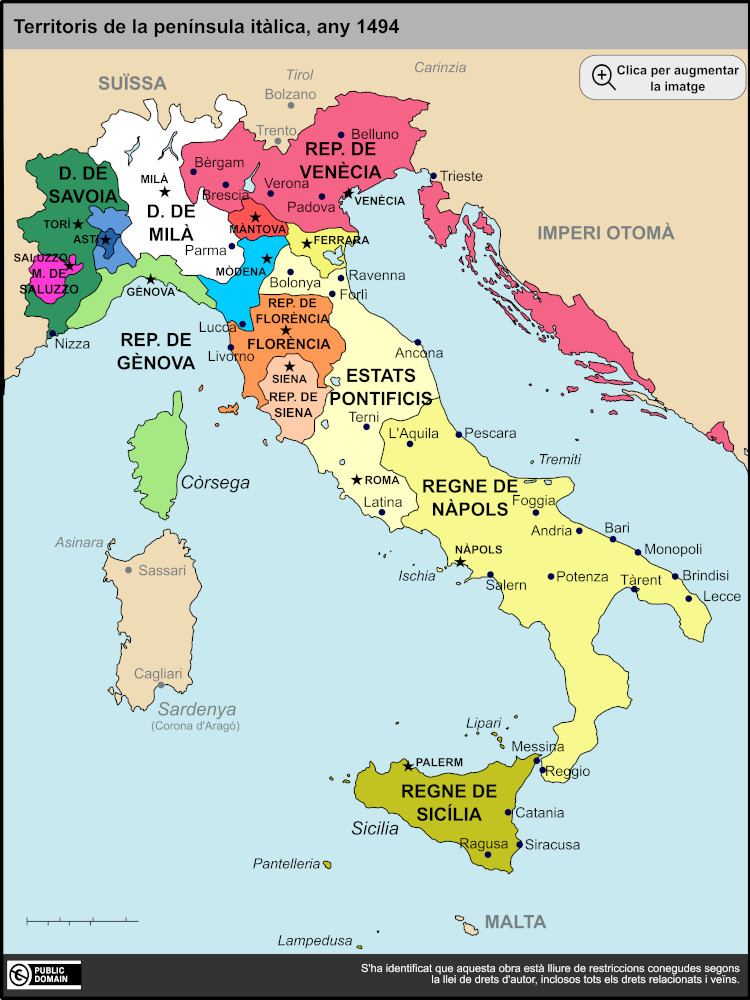 Territoris de la península itàlica, any 1494
Clica per augmentar
la imatge
Carinzia
Tirol
SUÏSSA
Bolzano
Trento
Belluno
REP. DE
VENÈCIA
Bèrgam
D. DE
SAVOIA
MILÀ
Brescia
Verona
Padova
VENÈCIA
Trieste
D. DE
MILÀ
TORÍ
ASTI
MÀNTOVA
FERRARA
IMPERI OTOMÀ
Parma
SALUZZO
M. DE
SALUZZO
MÒDENA
Bolonya
Ravenna
GÈNOVA
Forlì
REP. DE
FLORÈNCIA
Lucca
FLORÈNCIA
Nizza
REP. DE
GÈNOVA
Livorno
Ancona
SIENA
REP. DE
SIENA
ESTATS
PONTIFICIS
Terni
L'Aquila
Pescara
Tremiti
Còrsega
ROMA
REGNE DE
NÀPOLS
Latina
Foggia
Andria
Bari
Asinara
NÀPOLS
Monopoli
Sassari
Ischia
Salern
Potenza
Tàrent
Brindisi
Lecce
Cagliari
Sardenya
(Corona d'Aragó)
Lipari
Messina
PALERM
Reggio
REGNE DE
SICÍLIA
Sicilia
Catania
Ragusa
Siracusa
Pantelleria
MALTA
Lampedusa
PUBLIC
DOMAIN
S'ha identificat que aquesta obra està lliure de restriccions conegudes segons
la llei de drets d'autor, inclosos tots els drets relacionats i veïns.